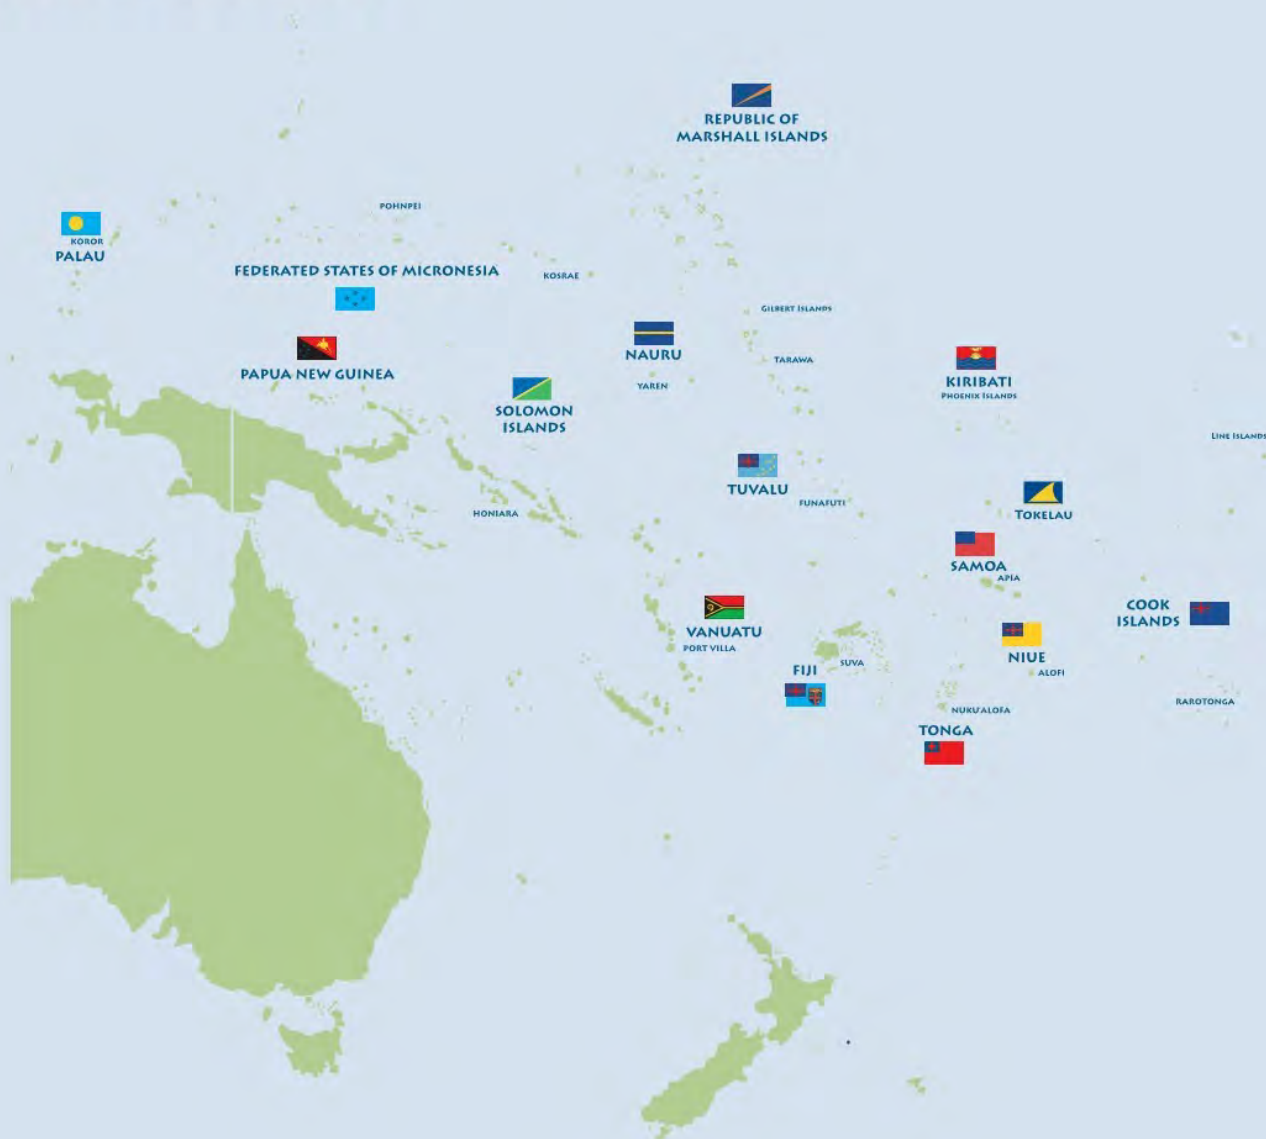 REPUBLIC OF
MARSHALL ISLANDS
POHNPEI
KOROR
PALAU
FEDERATED STATES OF MICRONESIA
KOSRAE
GILBERT ISLANDS
NAURU
TARAWA
PAPUA NEW GUINEA
YAREN
KIRIBATI
PHOENIX ISLANDS
SOLOMON
ISLANDS
LINE ISLANDS
TUVALU
FUNAFUTI
HONIARA
TOKELAU
SAMOA
APIA
COOK
ISLANDS
VANUATU
PORT VILLA
FIJI
SUVA
NIUE
ALOFI
RAROTONGA
NUKU'ALOFA
TONGA